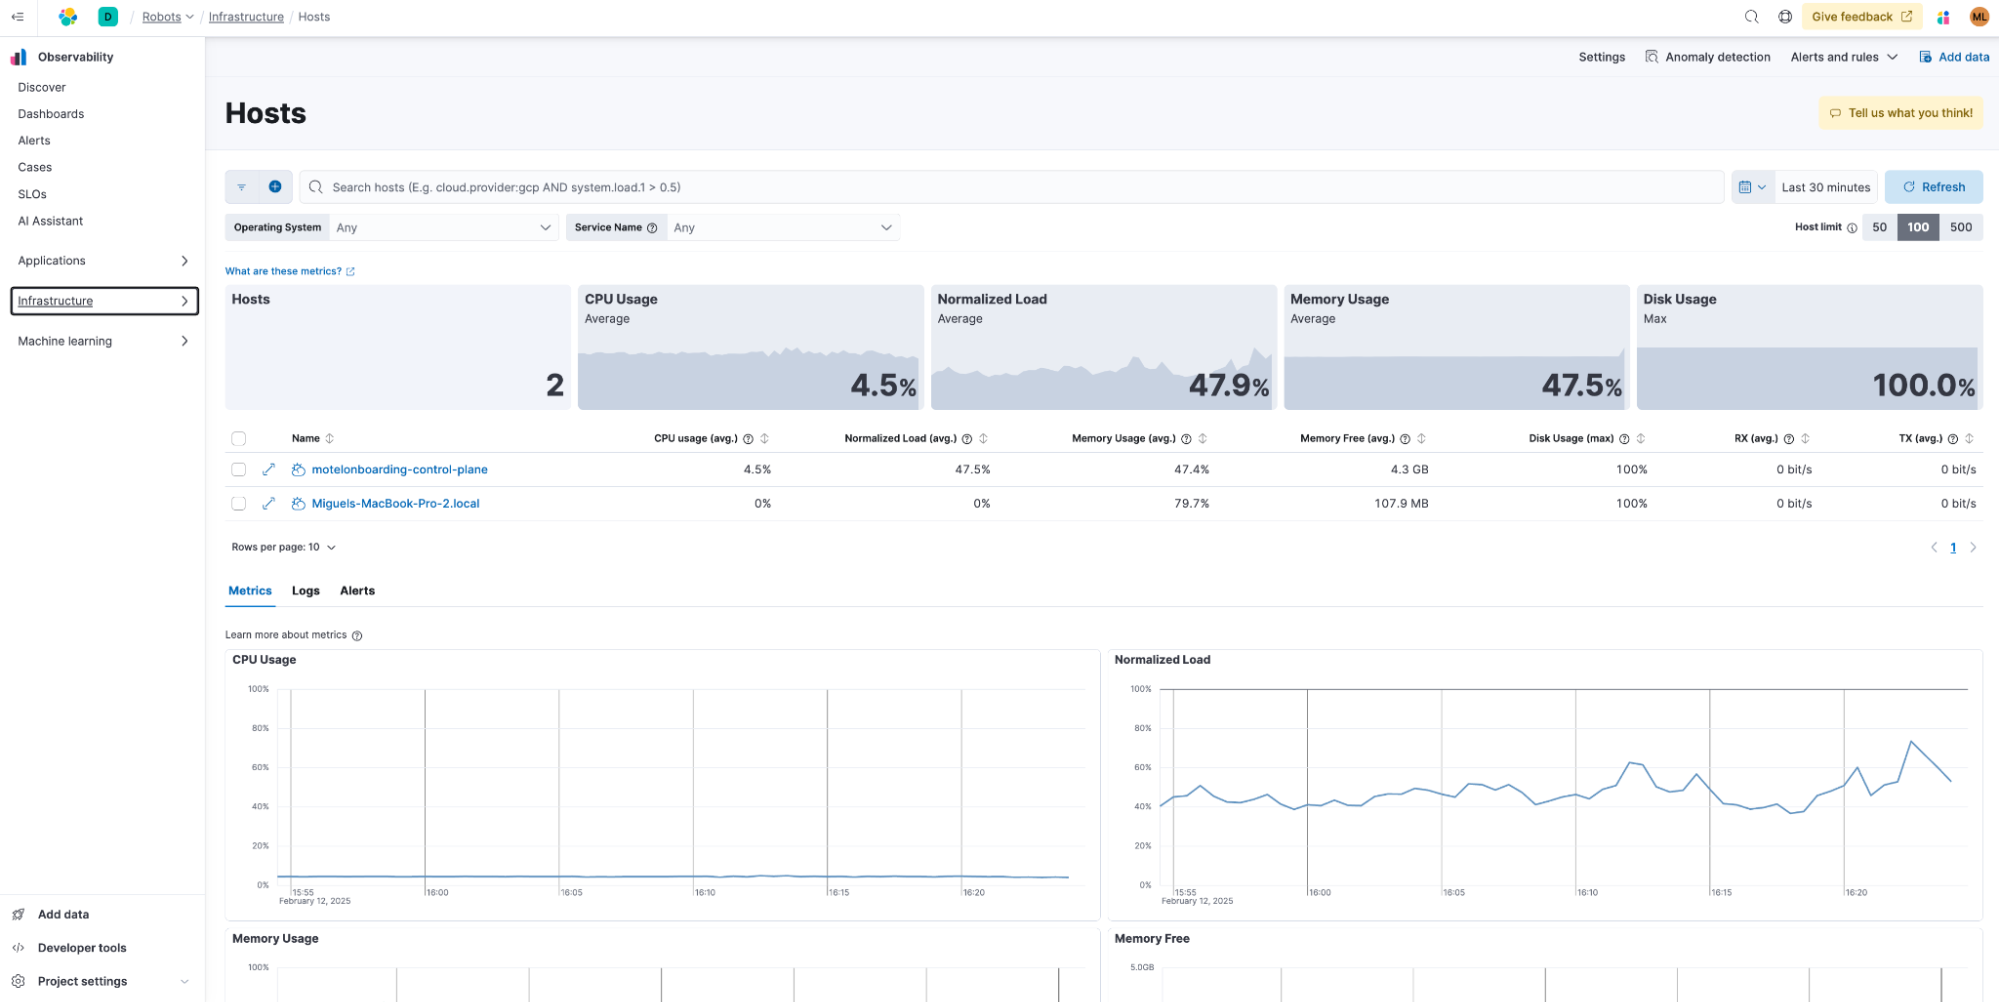 D / Robots / Infrastructure / Hosts Give feedback ML
Observability
Discover
Dashboards
Alerts
Cases
SLOs
AI Assistant
Applications
Infrastructure
Machine learning
Add data
Developer tools
Project settings
Settings Anomaly detection Alerts and rules Add data
Hosts
Tell us what you think!
Search hosts (E.g. cloud.provider:gcp AND system.load.1 > 0.5)
Last 30 minutes Refresh
Operating System Any Service Name Any Host limit 50 100 500
What are these metrics?
Hosts
2
CPU Usage
Average
4.5%
Normalized Load
Average
47.9%
Memory Usage
Average
47.5%
Disk Usage
Max
100.0%
Name CPU usage (avg.) Normalized Load (avg.) Memory Usage (avg.) Memory Free (avg.) Disk Usage (max) RX (avg.) TX (avg.)
motelonboarding-control-plane 4.5% 47.5% 47.4% 4.3 GB 100% 0 bit/s 0 bit/s
Miguels-MacBook-Pro-2.local 0% 0% 79.7% 107.9 MB 100% 0 bit/s 0 bit/s
Rows per page: 10 1
Metrics Logs Alerts
Learn more about metrics
CPU Usage
100%
80%
60%
40%
20%
0%
15:55 16:00 16:05 16:10 16:15 16:20
February 12, 2025
Normalized Load
100%
80%
60%
40%
20%
0%
15:55 16:00 16:05 16:10 16:15 16:20
February 12, 2025
Memory Usage
100%
Memory Free
5.0GB